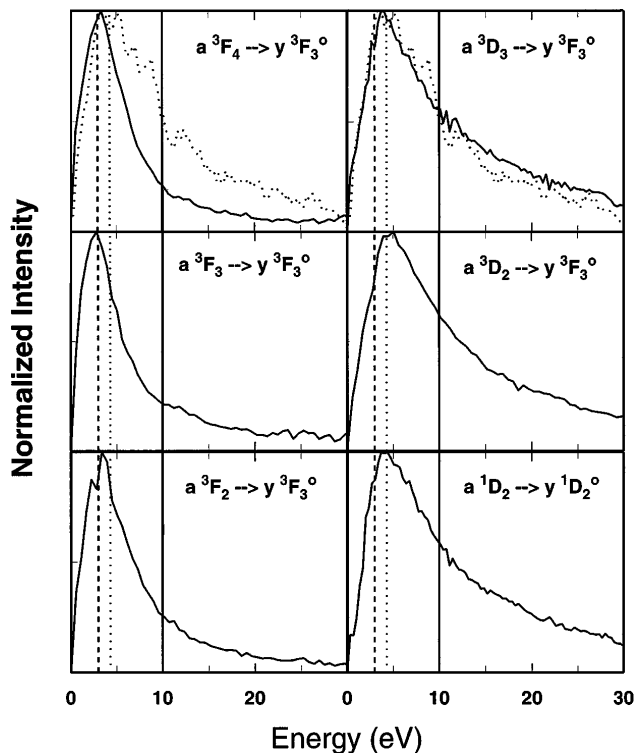 Normalized Intensity
a ³F₄ --> y ³F₃°
a ³D₃ --> y ³F₃°
a ³F₃ --> y ³F₃°
a ³D₂ --> y ³F₃°
a ³F₂ --> y ³F₃°
a ¹D₂ --> y ¹D₂°
0 10 20 0 10 20 30
Energy (eV)